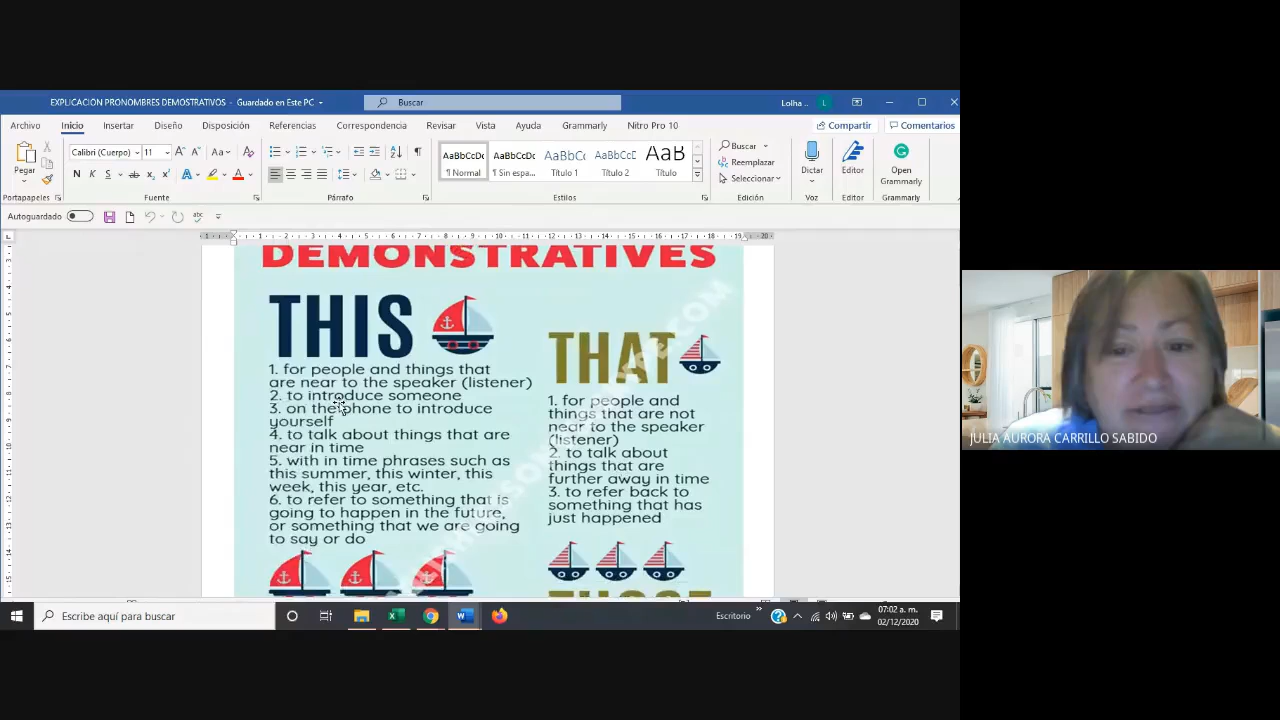 EXPLICACIÓN PRONOMBRES DEMOSTRATIVOS - Guardado en Este PC
Buscar
Lolha ..
L
Archivo Inicio Insertar Diseño Disposición Referencias Correspondencia Revisar Vista Ayuda Grammarly Nitro Pro 10 Compartir Comentarios
Pegar
Calibri (Cuerpo) 11
N K S
AaBbCcDc AaBbCcDc AaBbCc AaBbCcE AaB
¶ Normal ¶ Sin espa... Título 1 Título 2 Título
Buscar
Reemplazar
Seleccionar
Dictar
Editor
Open
Grammarly
Portapapeles Fuente Párrafo Estilos Edición Voz Editor Grammarly
Autoguardado
DEMONSTRATIVES
THIS
1. for people and things that
are near to the speaker (listener)
2. to introduce someone
3. on the phone to introduce
yourself
4. to talk about things that are
near in time
5. with in time phrases such as
this summer, this winter, this
week, this year, etc.
6. to refer to something that is
going to happen in the future,
or something that we are going
to say or do
THAT
1. for people and
things that are not
near to the speaker
(listener)
2. to talk about
things that are
further away in time
3. to refer back to
something that has
just happened
JULIA AURORA CARRILLO SABIDO
Escribe aquí para buscar
Escritorio
07:02 a. m.
02/12/2020